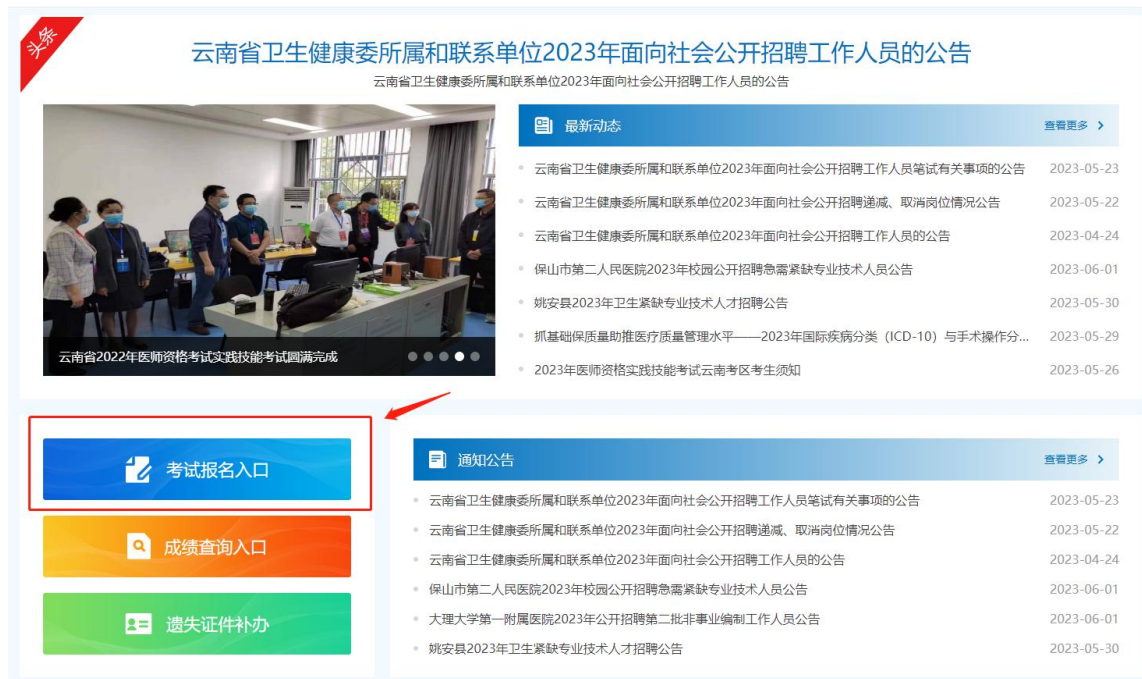 头条
云南省卫生健康委所属和联系单位2023年面向社会公开招聘工作人员的公告
云南省卫生健康委所属和联系单位2023年面向社会公开招聘工作人员的公告
云南省2022年医师资格考试实践技能考试圆满完成
最新动态 查看更多
云南省卫生健康委所属和联系单位2023年面向社会公开招聘工作人员笔试有关事项的公告 2023-05-23
云南省卫生健康委所属和联系单位2023年面向社会公开招聘递减、取消岗位情况公告 2023-05-22
云南省卫生健康委所属和联系单位2023年面向社会公开招聘工作人员的公告 2023-04-24
保山市第二人民医院2023年校园公开招聘急需紧缺专业技术人员公告 2023-06-01
姚安县2023年卫生紧缺专业技术人才招聘公告 2023-05-30
抓基础保质量助推医疗质量管理水平——2023年国际疾病分类（ICD-10）与手术操作分... 2023-05-29
2023年医师资格实践技能考试云南考区考生须知 2023-05-26
考试报名入口
成绩查询入口
遗失证件补办
通知公告 查看更多
云南省卫生健康委所属和联系单位2023年面向社会公开招聘工作人员笔试有关事项的公告 2023-05-23
云南省卫生健康委所属和联系单位2023年面向社会公开招聘递减、取消岗位情况公告 2023-05-22
云南省卫生健康委所属和联系单位2023年面向社会公开招聘工作人员的公告 2023-04-24
保山市第二人民医院2023年校园公开招聘急需紧缺专业技术人员公告 2023-06-01
大理大学第一附属医院2023年公开招聘第二批非事业编制工作人员公告 2023-06-01
姚安县2023年卫生紧缺专业技术人才招聘公告 2023-05-30